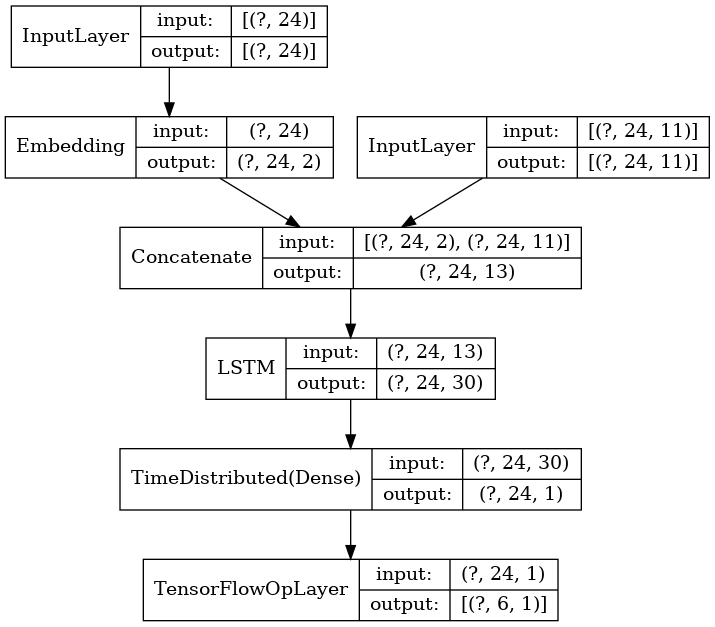 InputLayer
input: [(?, 24)]
output: [(?, 24)]
Embedding
input: (?, 24)
output: (?, 24, 2)
InputLayer
input: [(?, 24, 11)]
output: [(?, 24, 11)]
Concatenate
input: [(?, 24, 2), (?, 24, 11)]
output: (?, 24, 13)
LSTM
input: (?, 24, 13)
output: (?, 24, 30)
TimeDistributed(Dense)
input: (?, 24, 30)
output: (?, 24, 1)
TensorFlowOpLayer
input: (?, 24, 1)
output: [(?, 6, 1)]